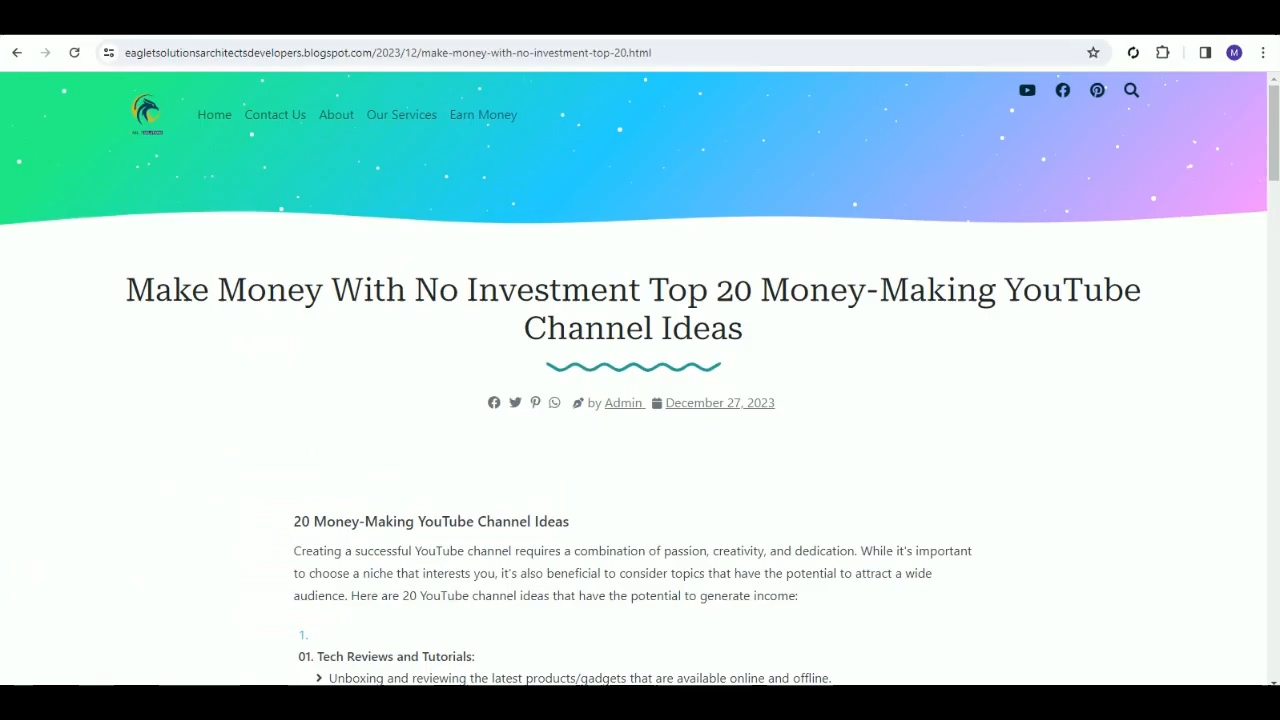 eagletsolutionsarchitectsdevelopers.blogspot.com/2023/12/make-money-with-no-investment-top-20.html
M
Home Contact Us About Our Services Earn Money
Make Money With No Investment Top 20 Money-Making YouTube
Channel Ideas
by Admin December 27, 2023
20 Money-Making YouTube Channel Ideas
Creating a successful YouTube channel requires a combination of passion, creativity, and dedication. While it's important
to choose a niche that interests you, it's also beneficial to consider topics that have the potential to attract a wide
audience. Here are 20 YouTube channel ideas that have the potential to generate income:
1.
01. Tech Reviews and Tutorials:
Unboxing and reviewing the latest products/gadgets that are available online and offline.